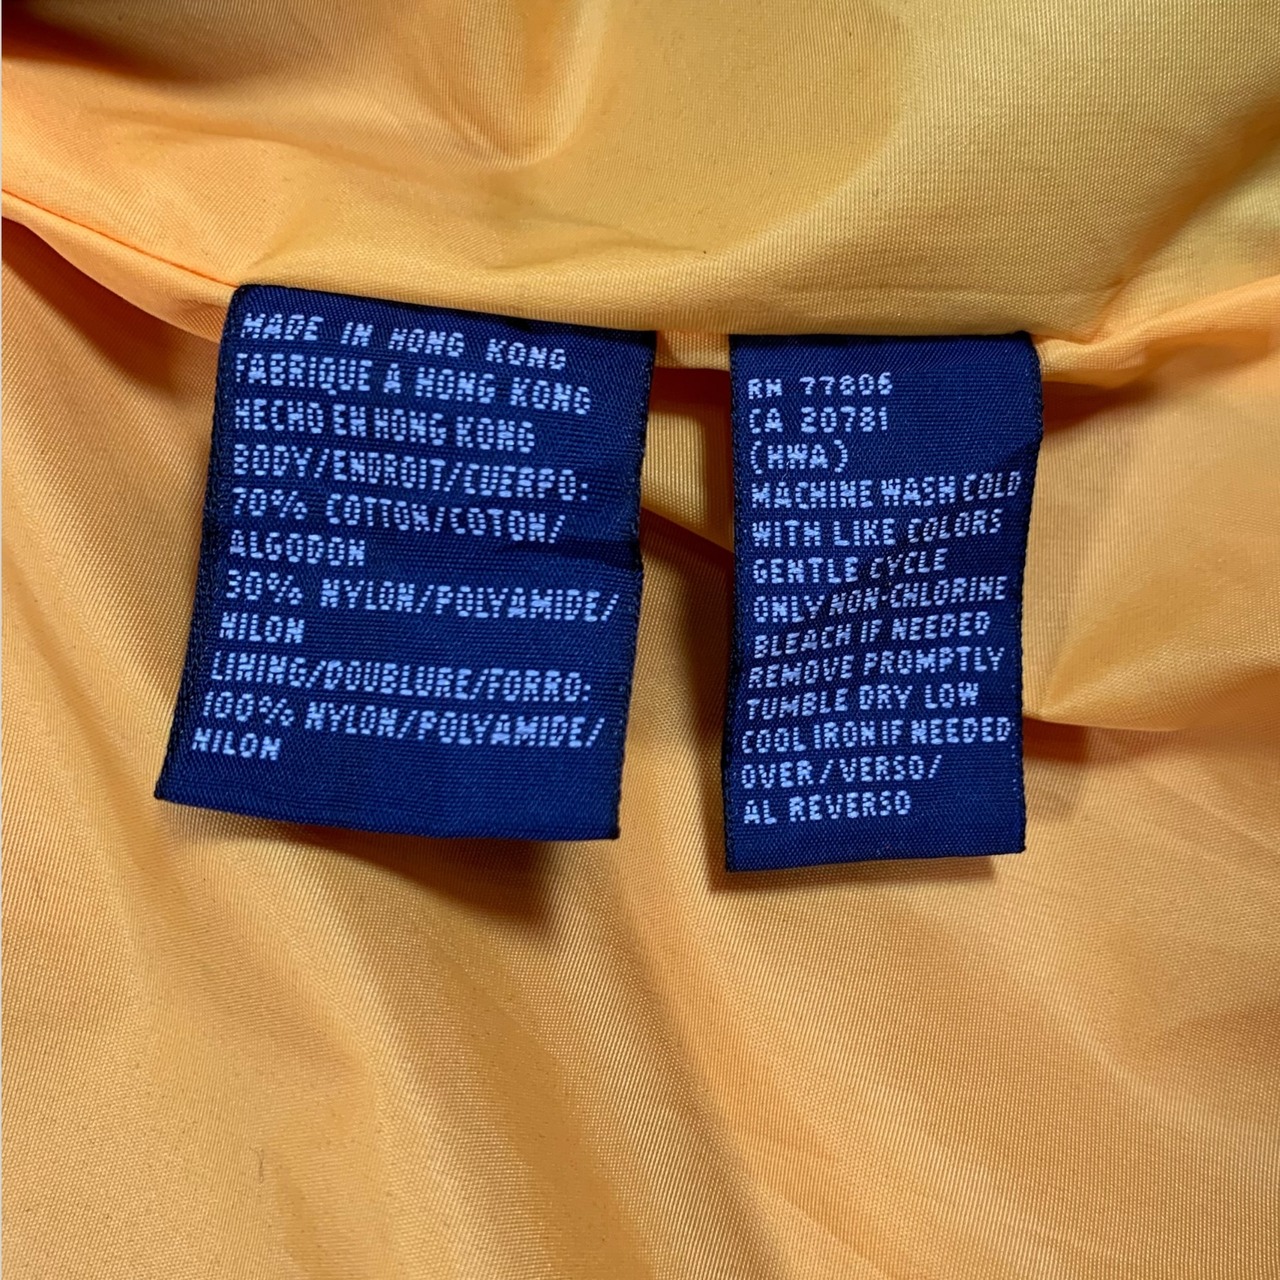 MADE IN HONG KONG
FABRIQUE A HONG KONG
HECHO EN HONG KONG
BODY/ENDROIT/CUERPO:
70% COTTON/COTON/
ALGODON
30% NYLON/POLYAMIDE/
NILON
LINING/DOUBLURE/FORRO:
100% NYLON/POLYAMIDE/
NILON
RN 77806
CA 20781
(HWA)
MACHINE WASH COLD
WITH LIKE COLORS
GENTLE CYCLE
ONLY NON-CHLORINE
BLEACH IF NEEDED
REMOVE PROMPTLY
TUMBLE DRY LOW
COOL IRON IF NEEDED
OVER/VERSO/
AL REVERSO